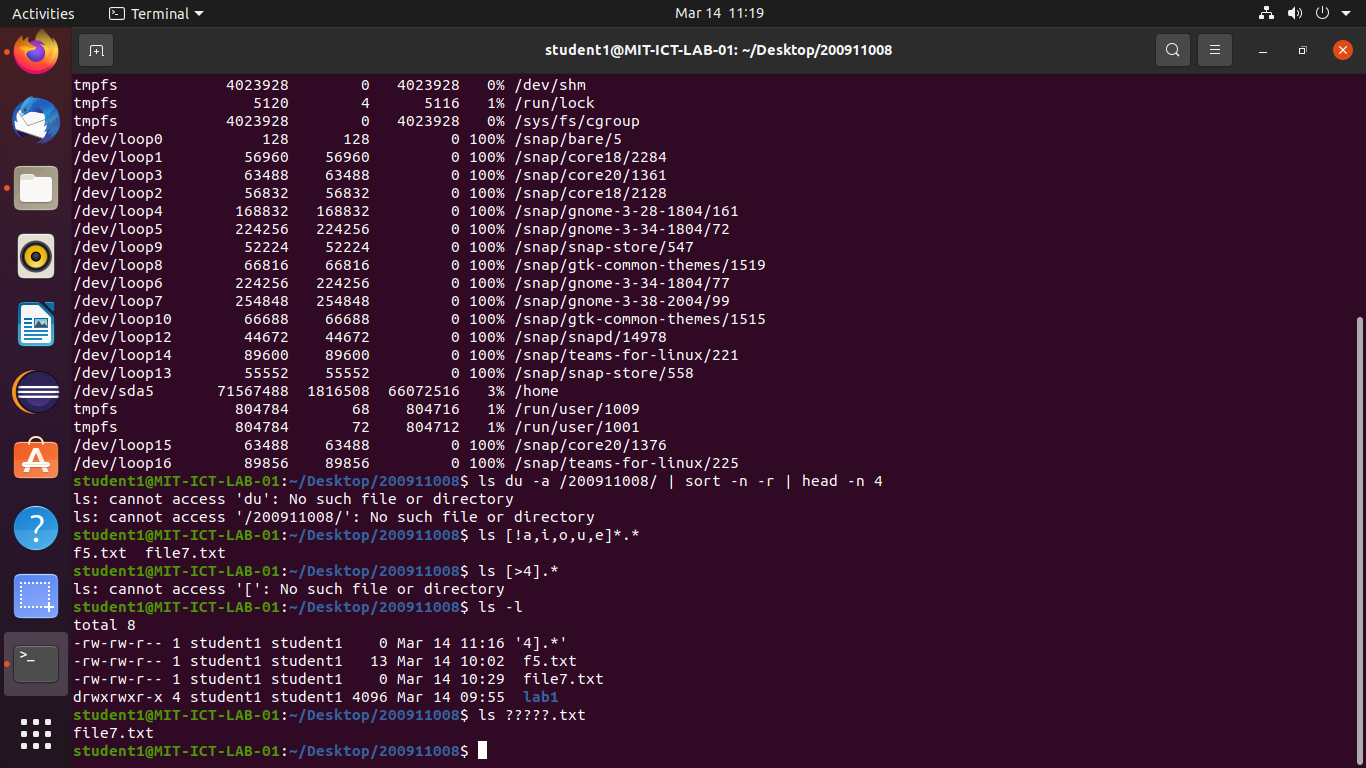 Activities Terminal Mar 14 11:19
student1@MIT-ICT-LAB-01: ~/Desktop/200911008
tmpfs 4023928 0 4023928 0% /dev/shm
tmpfs 5120 4 5116 1% /run/lock
tmpfs 4023928 0 4023928 0% /sys/fs/cgroup
/dev/loop0 128 128 0 100% /snap/bare/5
/dev/loop1 56960 56960 0 100% /snap/core18/2284
/dev/loop3 63488 63488 0 100% /snap/core20/1361
/dev/loop2 56832 56832 0 100% /snap/core18/2128
/dev/loop4 168832 168832 0 100% /snap/gnome-3-28-1804/161
/dev/loop5 224256 224256 0 100% /snap/gnome-3-34-1804/72
/dev/loop9 52224 52224 0 100% /snap/snap-store/547
/dev/loop8 66816 66816 0 100% /snap/gtk-common-themes/1519
/dev/loop6 224256 224256 0 100% /snap/gnome-3-34-1804/77
/dev/loop7 254848 254848 0 100% /snap/gnome-3-38-2004/99
/dev/loop10 66688 66688 0 100% /snap/gtk-common-themes/1515
/dev/loop12 44672 44672 0 100% /snap/snapd/14978
/dev/loop14 89600 89600 0 100% /snap/teams-for-linux/221
/dev/loop13 55552 55552 0 100% /snap/snap-store/558
/dev/sda5 71567488 1816508 66072516 3% /home
tmpfs 804784 68 804716 1% /run/user/1009
tmpfs 804784 72 804712 1% /run/user/1001
/dev/loop15 63488 63488 0 100% /snap/core20/1376
/dev/loop16 89856 89856 0 100% /snap/teams-for-linux/225
student1@MIT-ICT-LAB-01:~/Desktop/200911008$ ls du -a /200911008/ | sort -n -r | head -n 4
ls: cannot access 'du': No such file or directory
ls: cannot access '/200911008/': No such file or directory
student1@MIT-ICT-LAB-01:~/Desktop/200911008$ ls [!a,i,o,u,e]*.*
f5.txt file7.txt
student1@MIT-ICT-LAB-01:~/Desktop/200911008$ ls [>4].*
ls: cannot access '[': No such file or directory
student1@MIT-ICT-LAB-01:~/Desktop/200911008$ ls -l
total 8
-rw-rw-r-- 1 student1 student1 0 Mar 14 11:16 '4].*'
-rw-rw-r-- 1 student1 student1 13 Mar 14 10:02 f5.txt
-rw-rw-r-- 1 student1 student1 0 Mar 14 10:29 file7.txt
drwxrwxr-x 4 student1 student1 4096 Mar 14 09:55 lab1
student1@MIT-ICT-LAB-01:~/Desktop/200911008$ ls ?????.txt
file7.txt
student1@MIT-ICT-LAB-01:~/Desktop/200911008$